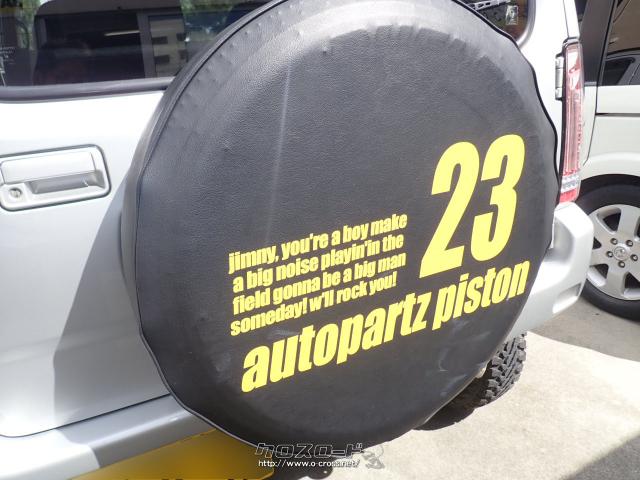 23
jimny, you're a boy make
a big noise playin'in the
field gonna be a big man
someday! w'll rock you!
autopartz piston
クロスロード
http://www.o-cross.net/